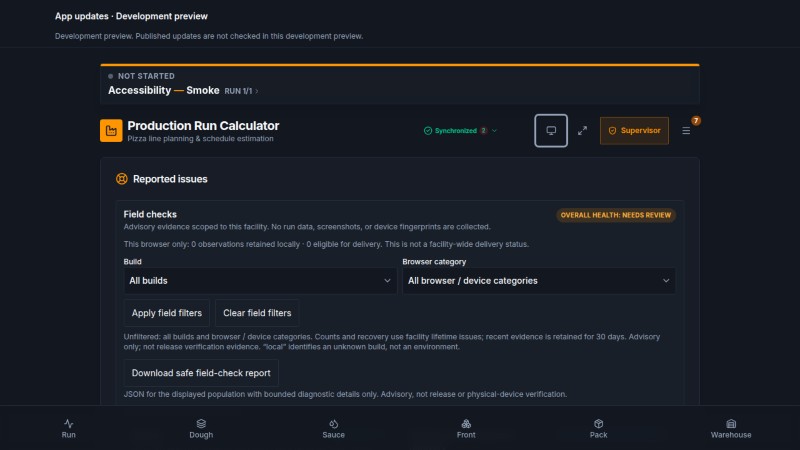 App updates · Development preview
Development preview. Published updates are not checked in this development preview.
NOT STARTED
Accessibility — Smoke RUN 1/1 ›
Production Run Calculator
Pizza line planning & schedule estimation
Synchronized 2
Supervisor
7
Reported issues
Field checks
OVERALL HEALTH: NEEDS REVIEW
Advisory evidence scoped to this facility. No run data, screenshots, or device fingerprints are collected.
This browser only: 0 observations retained locally · 0 eligible for delivery. This is not a facility-wide delivery status.
Build
Browser category
All builds
All browser / device categories
Apply field filters
Clear field filters
Unfiltered: all builds and browser / device categories. Counts and recovery use facility lifetime issues; recent evidence is retained for 30 days. Advisory
only; not release verification evidence. "local" identifies an unknown build, not an environment.
Download safe field-check report
JSON for the displayed population with bounded diagnostic details only. Advisory, not release or physical-device verification.
Run
Dough
Sauce
Front
Pack
Warehouse